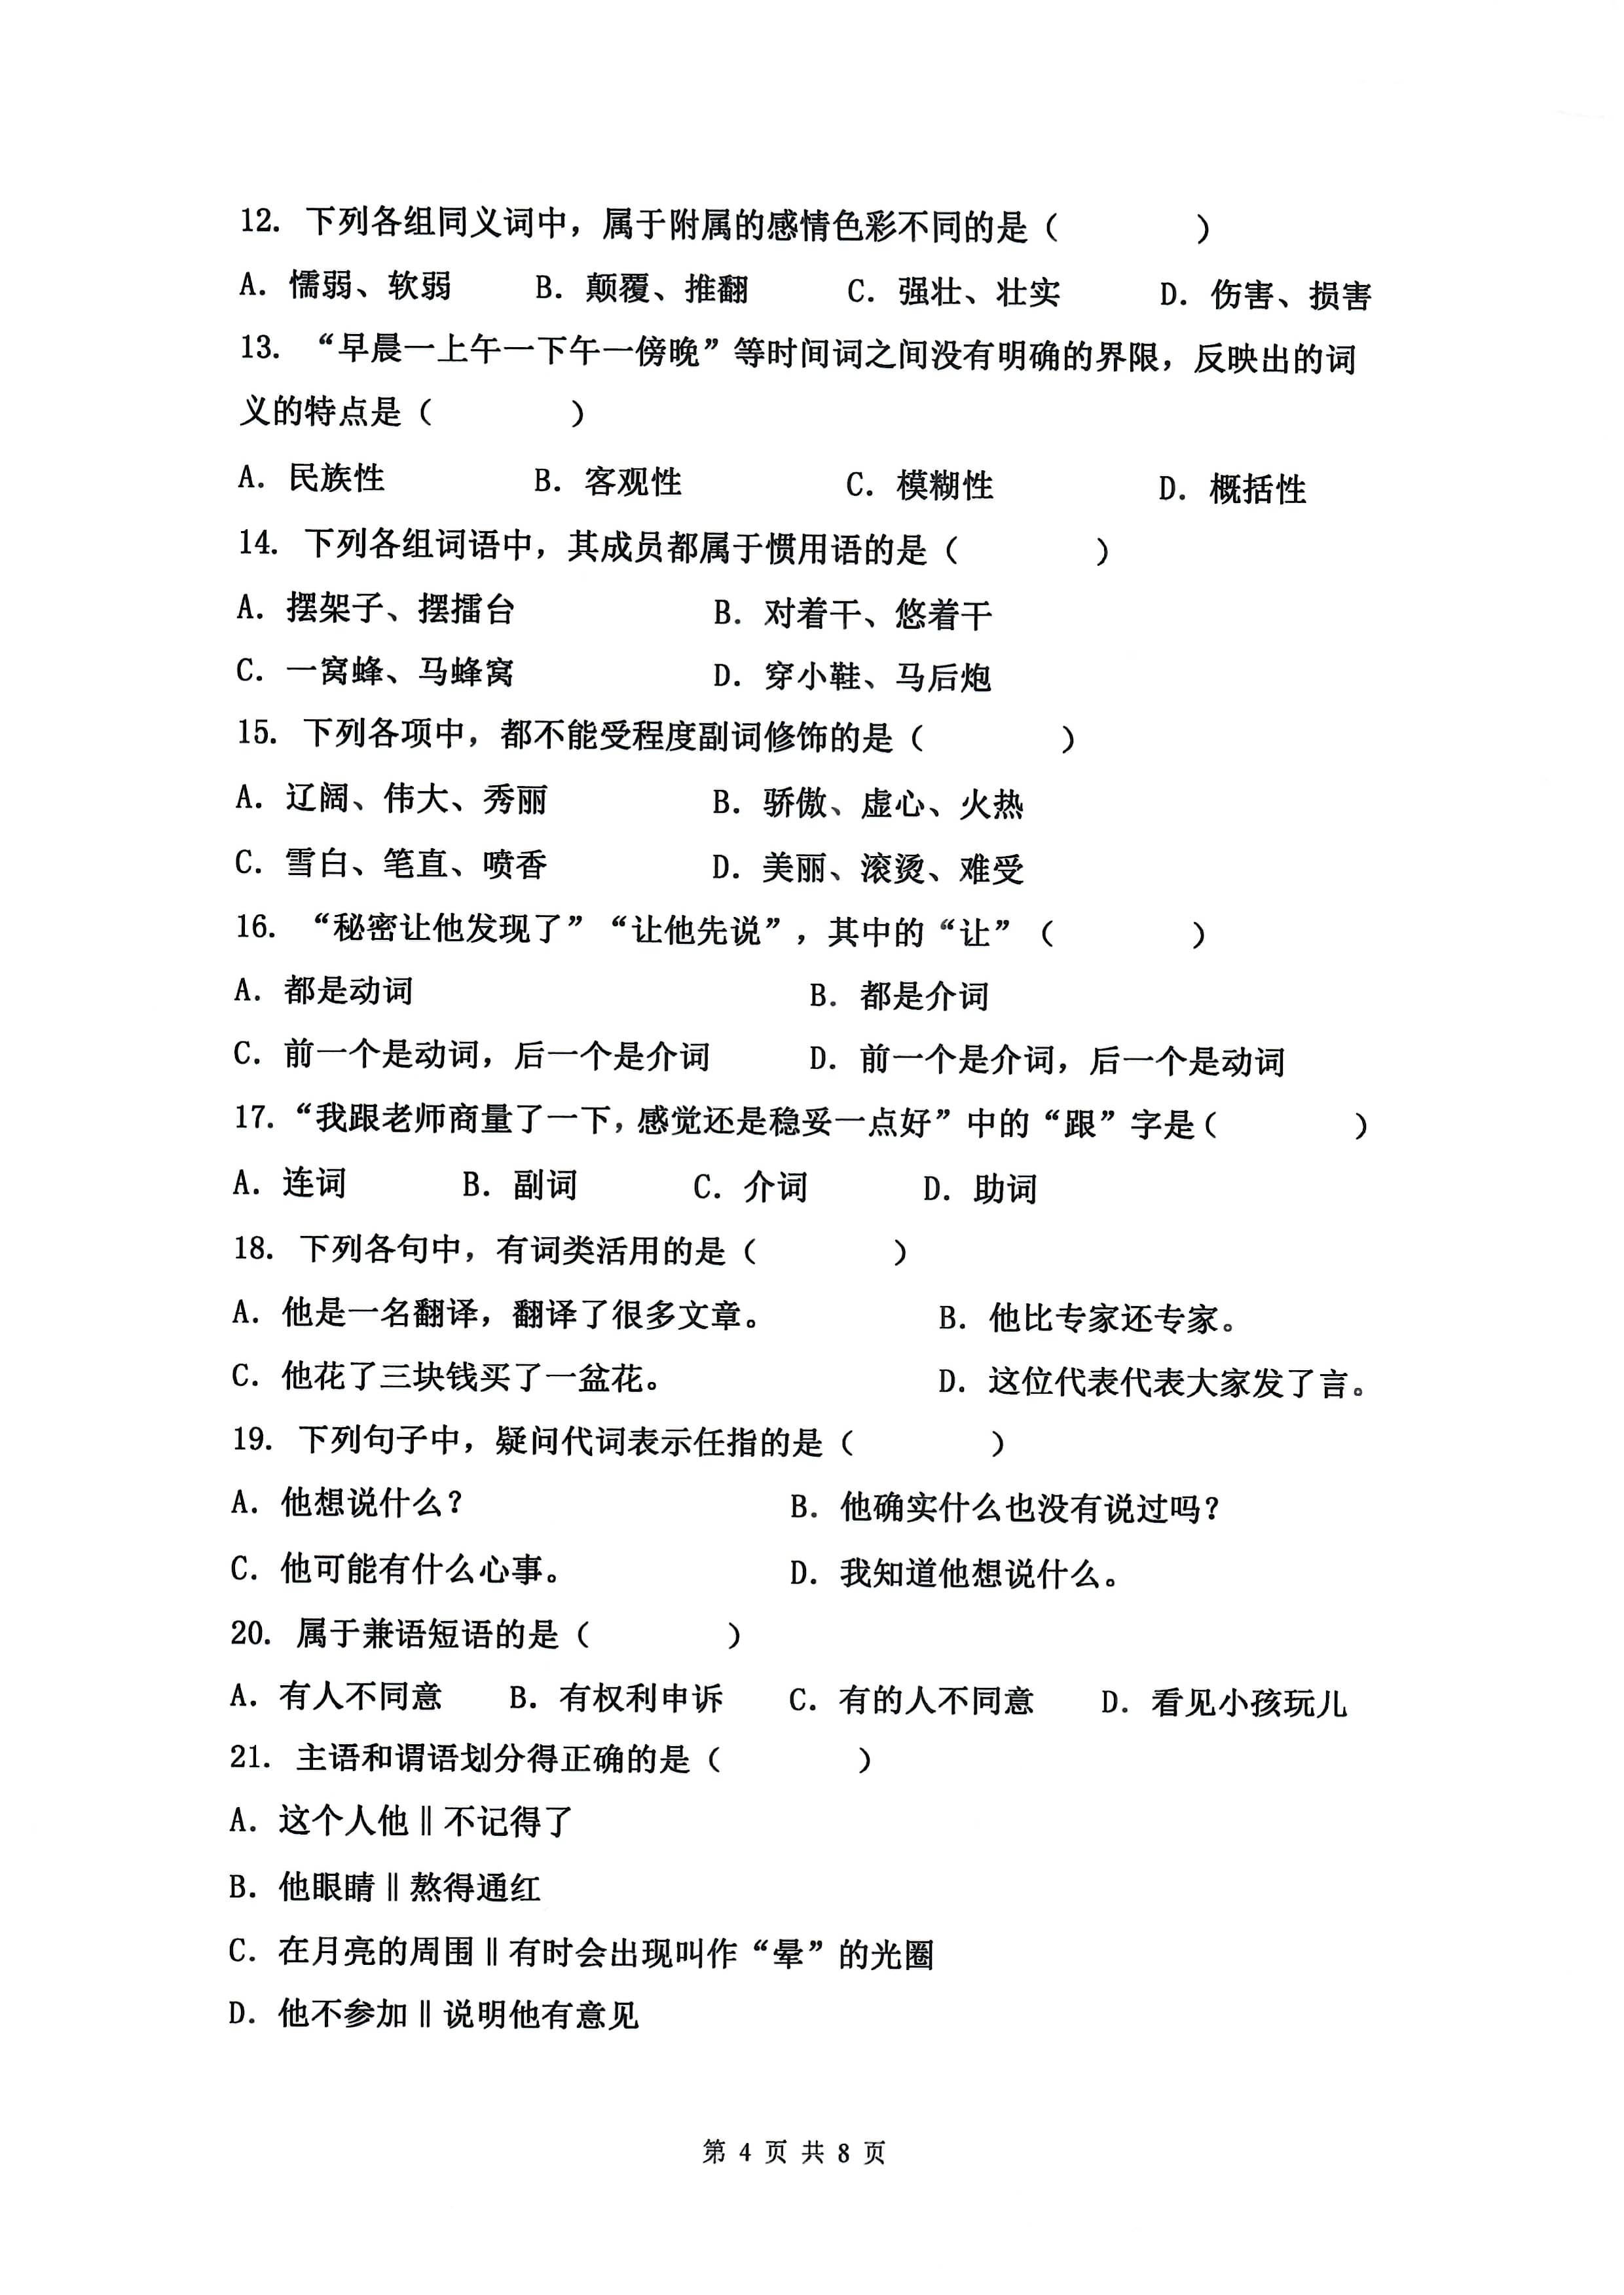 12. 下列各组同义词中，属于附属的感情色彩不同的是（　　）
A. 懦弱、软弱　B. 颠覆、推翻　C. 强壮、壮实　D. 伤害、损害
13. “早晨一上午一下午一傍晚”等时间词之间没有明确的界限，反映出的词
义的特点是（　　）
A. 民族性　B. 客观性　C. 模糊性　D. 概括性
14. 下列各组词语中，其成员都属于惯用语的是（　　）
A. 摆架子、摆擂台　B. 对着干、悠着干
C. 一窝蜂、马蜂窝　D. 穿小鞋、马后炮
15. 下列各项中，都不能受程度副词修饰的是（　　）
A. 辽阔、伟大、秀丽　B. 骄傲、虚心、火热
C. 雪白、笔直、喷香　D. 美丽、滚烫、难受
16. “秘密让他发现了”“让他先说”，其中的“让”（　　）
A. 都是动词　B. 都是介词
C. 前一个是动词，后一个是介词　D. 前一个是介词，后一个是动词
17. “我跟老师商量了一下，感觉还是稳妥一点好”中的“跟”字是（　　）
A. 连词　B. 副词　C. 介词　D. 助词
18. 下列各句中，有词类活用的是（　　）
A. 他是一名翻译，翻译了很多文章。　B. 他比专家还专家。
C. 他花了三块钱买了一盆花。　D. 这位代表代表大家发了言。
19. 下列句子中，疑问代词表示任指的是（　　）
A. 他想说什么？　B. 他确实什么也没有说过吗？
C. 他可能有什么心事。　D. 我知道他想说什么。
20. 属于兼语短语的是（　　）
A. 有人不同意　B. 有权利申诉　C. 有的人不同意　D. 看见小孩玩儿
21. 主语和谓语划分得正确的是（　　）
A. 这个人他‖不记得了
B. 他眼睛‖熬得通红
C. 在月亮的周围‖有时会出现叫作“晕”的光圈
D. 他不参加‖说明他有意见
第 4 页 共 8 页